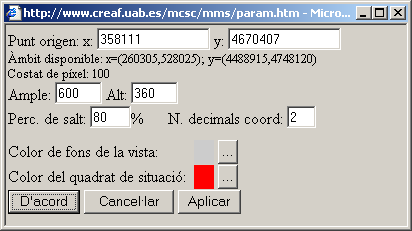 http://www.creaf.uab.es/mcsc/mms/param.htm - Micro...
Punt origen: x: 358111 y: 4670407
Àmbit disponible: x=(260305,528025); y=(4488915,4748120)
Costat de píxel: 100
Ample: 600 Alt: 360
Perc. de salt: 80 % N. decimals coord: 2
Color de fons de la vista: ...
Color del quadrat de situació: ...
D'acord Cancel·lar Aplicar